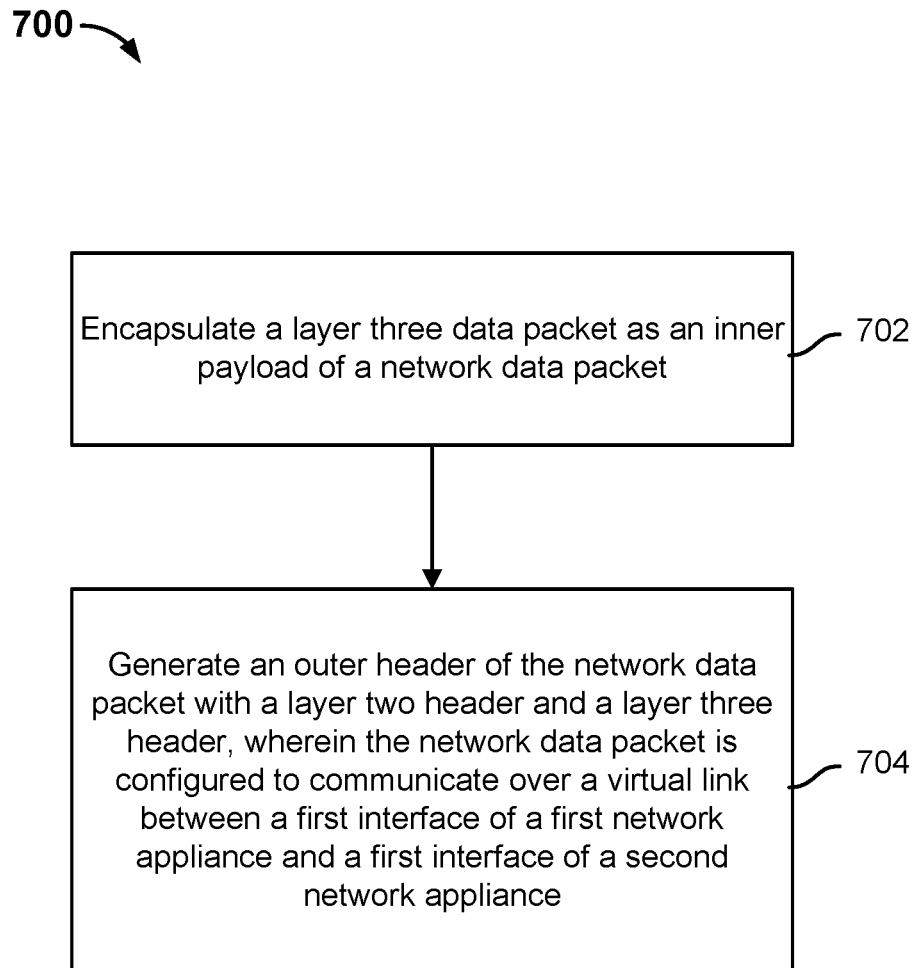 700
Encapsulate a layer three data packet as an inner
payload of a network data packet
702
Generate an outer header of the network data
packet with a layer two header and a layer three
header, wherein the network data packet is
configured to communicate over a virtual link
between a first interface of a first network
appliance and a first interface of a second
network appliance
704